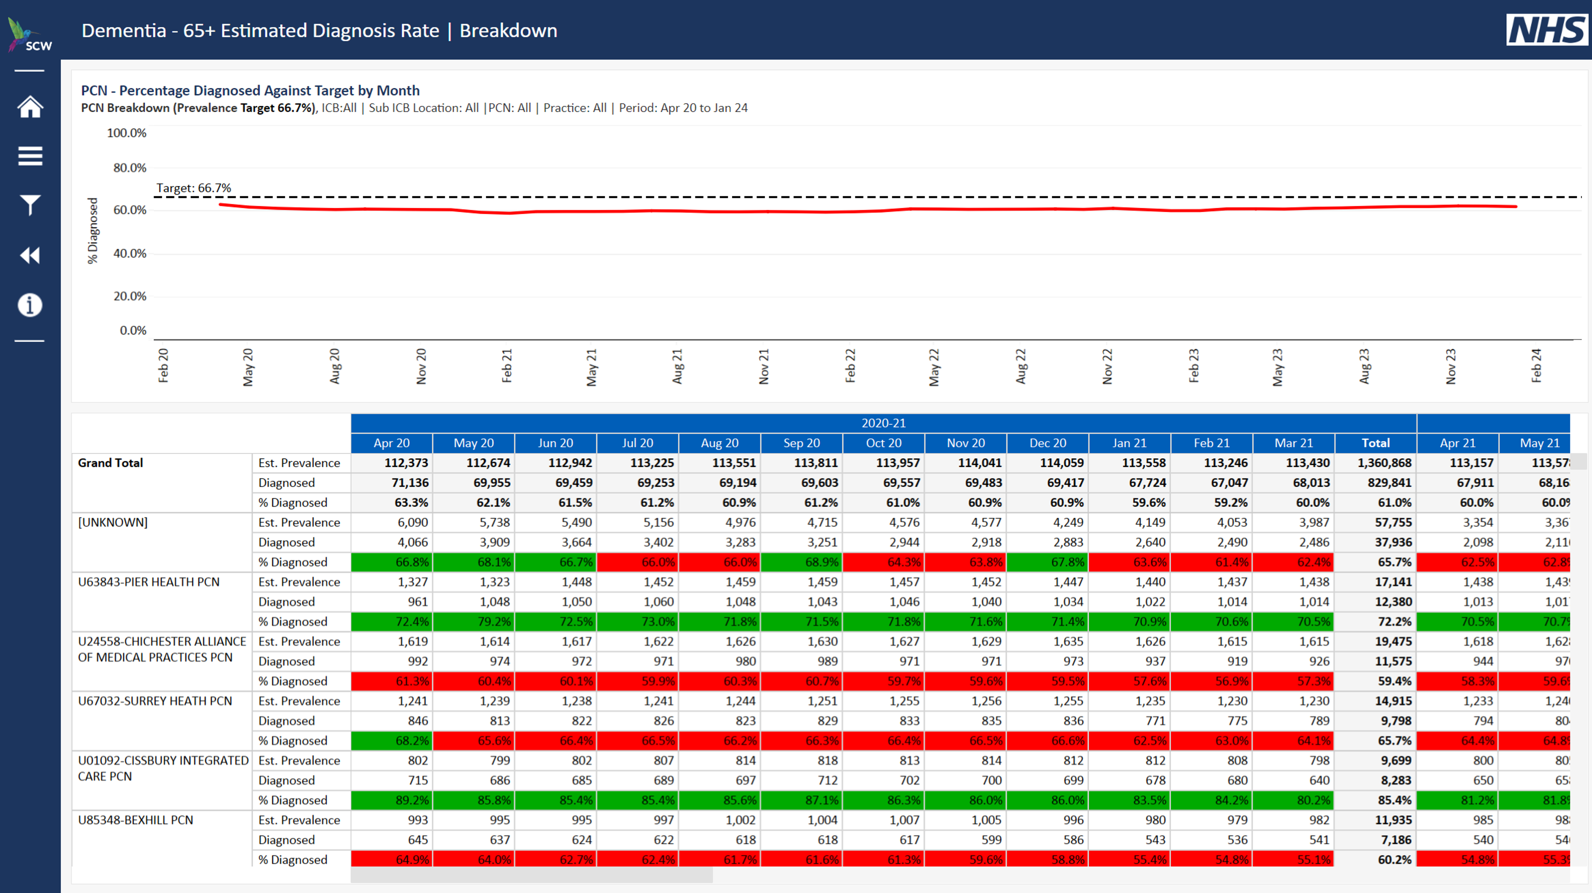 SCW
Dementia - 65+ Estimated Diagnosis Rate | Breakdown
NHS
PCN - Percentage Diagnosed Against Target by Month
PCN Breakdown (Prevalence Target 66.7%), ICB:All | Sub ICB Location: All |PCN: All | Practice: All | Period: Apr 20 to Jan 24
100.0%
80.0%
Target: 66.7%
60.0%
40.0%
20.0%
0.0%
% Diagnosed
Feb 20 May 20 Aug 20 Nov 20 Feb 21 May 21 Aug 21 Nov 21 Feb 22 May 22 Aug 22 Nov 22 Feb 23 May 23 Aug 23 Nov 23 Feb 24
2020-21
Apr 20 May 20 Jun 20 Jul 20 Aug 20 Sep 20 Oct 20 Nov 20 Dec 20 Jan 21 Feb 21 Mar 21 Total Apr 21 May 21
Grand Total Est. Prevalence 112,373 112,674 112,942 113,225 113,551 113,811 113,957 114,041 114,059 113,558 113,246 113,430 1,360,868 113,157
Diagnosed 71,136 69,955 69,459 69,253 69,194 69,603 69,557 69,483 69,417 67,724 67,047 68,013 829,841 67,911
% Diagnosed 63.3% 62.1% 61.5% 61.2% 60.9% 61.2% 61.0% 60.9% 60.9% 59.6% 59.2% 60.0% 61.0% 60.0% 60.0%
[UNKNOWN] Est. Prevalence 6,090 5,738 5,490 5,156 4,976 4,715 4,576 4,577 4,249 4,149 4,053 3,987 57,755 3,354
Diagnosed 4,066 3,909 3,664 3,402 3,283 3,251 2,944 2,918 2,883 2,640 2,490 2,486 37,936 2,098
% Diagnosed 66.8% 68.1% 66.7% 66.0% 66.0% 68.9% 64.3% 63.8% 67.8% 63.6% 61.4% 62.4% 65.7% 62.5% 62.8%
U63843-PIER HEALTH PCN Est. Prevalence 1,327 1,323 1,448 1,452 1,459 1,459 1,457 1,452 1,447 1,440 1,437 1,438 17,141 1,438
Diagnosed 961 1,048 1,050 1,060 1,048 1,043 1,046 1,040 1,034 1,022 1,014 1,014 12,380 1,013
% Diagnosed 72.4% 79.2% 72.5% 73.0% 71.8% 71.5% 71.8% 71.6% 71.4% 70.9% 70.6% 70.5% 72.2% 70.5% 70.7%
U24558-CHICHESTER ALLIANCE Est. Prevalence 1,619 1,614 1,617 1,622 1,626 1,630 1,627 1,629 1,635 1,626 1,615 1,615 19,475 1,618
OF MEDICAL PRACTICES PCN Diagnosed 992 974 972 971 980 989 971 971 973 937 919 926 11,575 944
% Diagnosed 61.3% 60.4% 60.1% 59.9% 60.3% 60.7% 59.7% 59.6% 59.5% 57.6% 56.9% 57.3% 59.4% 58.3% 59.6%
U67032-SURREY HEATH PCN Est. Prevalence 1,241 1,239 1,238 1,241 1,244 1,251 1,255 1,256 1,255 1,235 1,230 1,230 14,915 1,233
Diagnosed 846 813 822 826 823 829 833 835 836 771 775 789 9,798 794
% Diagnosed 68.2% 65.6% 66.4% 66.5% 66.2% 66.3% 66.4% 66.5% 66.6% 62.5% 63.0% 64.1% 65.7% 64.4% 64.8%
U01092-CISSBURY INTEGRATED Est. Prevalence 802 799 802 807 814 818 813 814 812 812 808 798 9,699 800
CARE PCN Diagnosed 715 686 685 689 697 712 702 700 699 678 680 640 8,283 650
% Diagnosed 89.2% 85.8% 85.4% 85.4% 85.6% 87.1% 86.3% 86.0% 86.0% 83.5% 84.2% 80.2% 85.4% 81.2% 81.8%
U85348-BEXHILL PCN Est. Prevalence 993 995 995 997 1,002 1,004 1,007 1,005 996 980 979 982 11,935 985
Diagnosed 645 637 624 622 618 618 617 599 586 543 536 541 7,186 540
% Diagnosed 64.9% 64.0% 62.7% 62.4% 61.7% 61.6% 61.3% 59.6% 58.8% 55.4% 54.8% 55.1% 60.2% 54.8% 55.3%